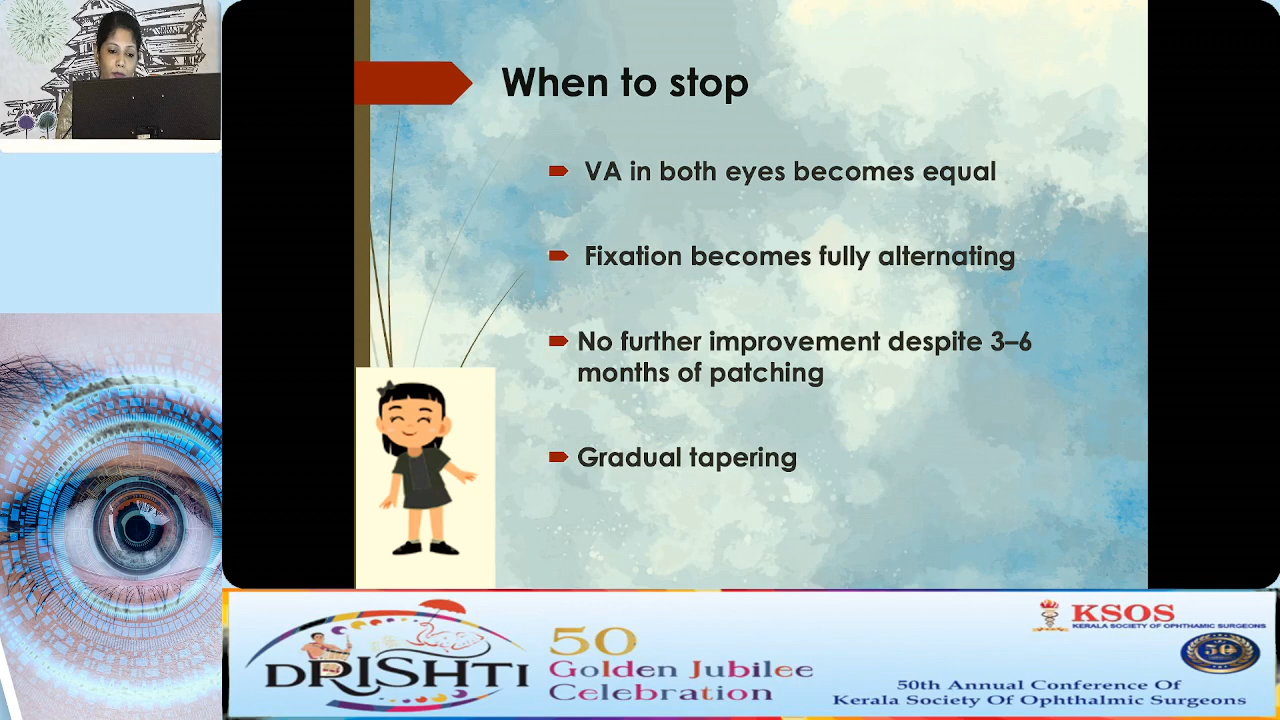 When to stop
VA in both eyes becomes equal
Fixation becomes fully alternating
No further improvement despite 3–6
months of patching
Gradual tapering
DRISHTI
50
Golden Jubilee
Celebration
KSOS
KERALA SOCIETY OF OPHTHAMIC SURGEONS
50
50th Annual Conference Of
Kerala Society Of Ophthalmic Surgeons